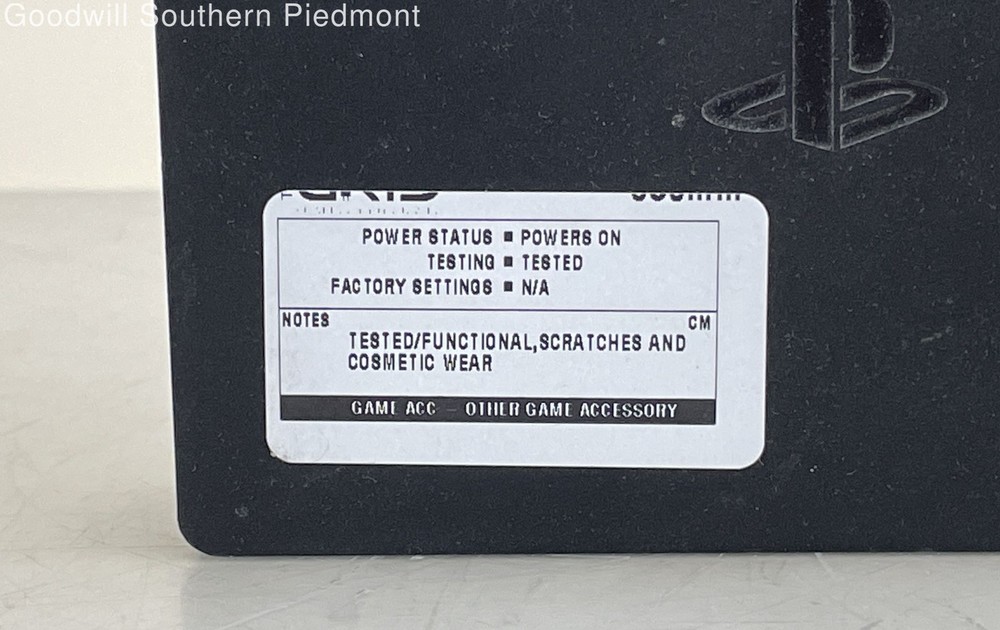 Goodwill Southern Piedmont
POWER STATUS ▪ POWERS ON
TESTING ▪ TESTED
FACTORY SETTINGS ▪ N/A
NOTES CM
TESTED/FUNCTIONAL,SCRATCHES AND
COSMETIC WEAR
GAME ACC – OTHER GAME ACCESSORY